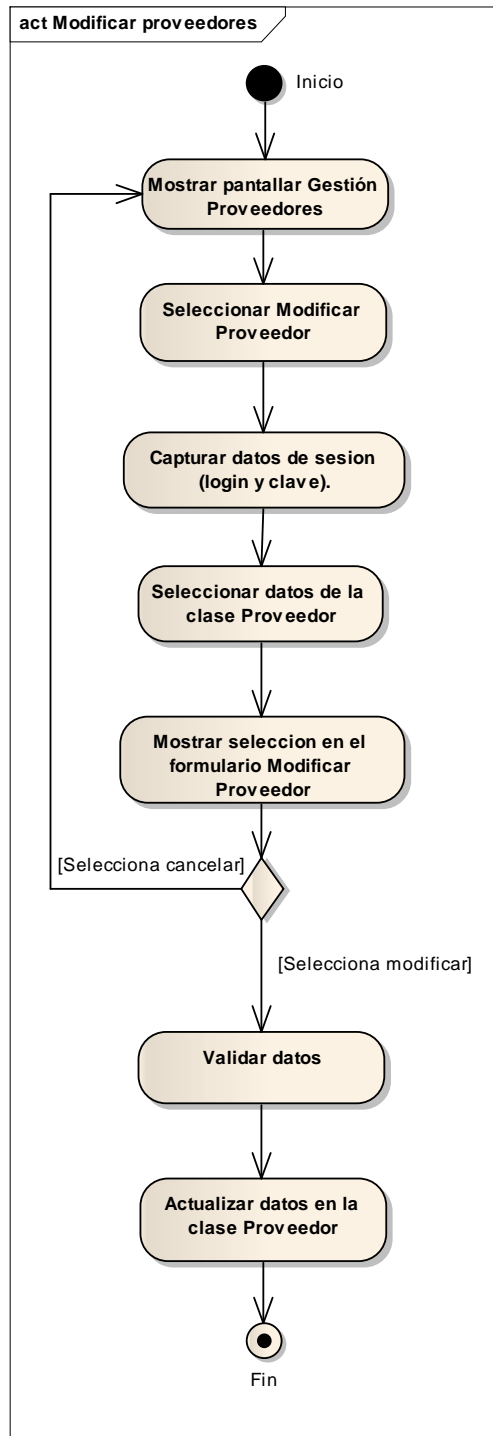 act Modificar proveedores
Inicio
Mostrar pantallar Gestión
Proveedores
Seleccionar Modificar
Proveedor
Capturar datos de sesion
(login y clave).
Seleccionar datos de la
clase Proveedor
Mostrar seleccion en el
formulario Modificar
Proveedor
[Selecciona cancelar]
[Selecciona modificar]
Validar datos
Actualizar datos en la
clase Proveedor
Fin